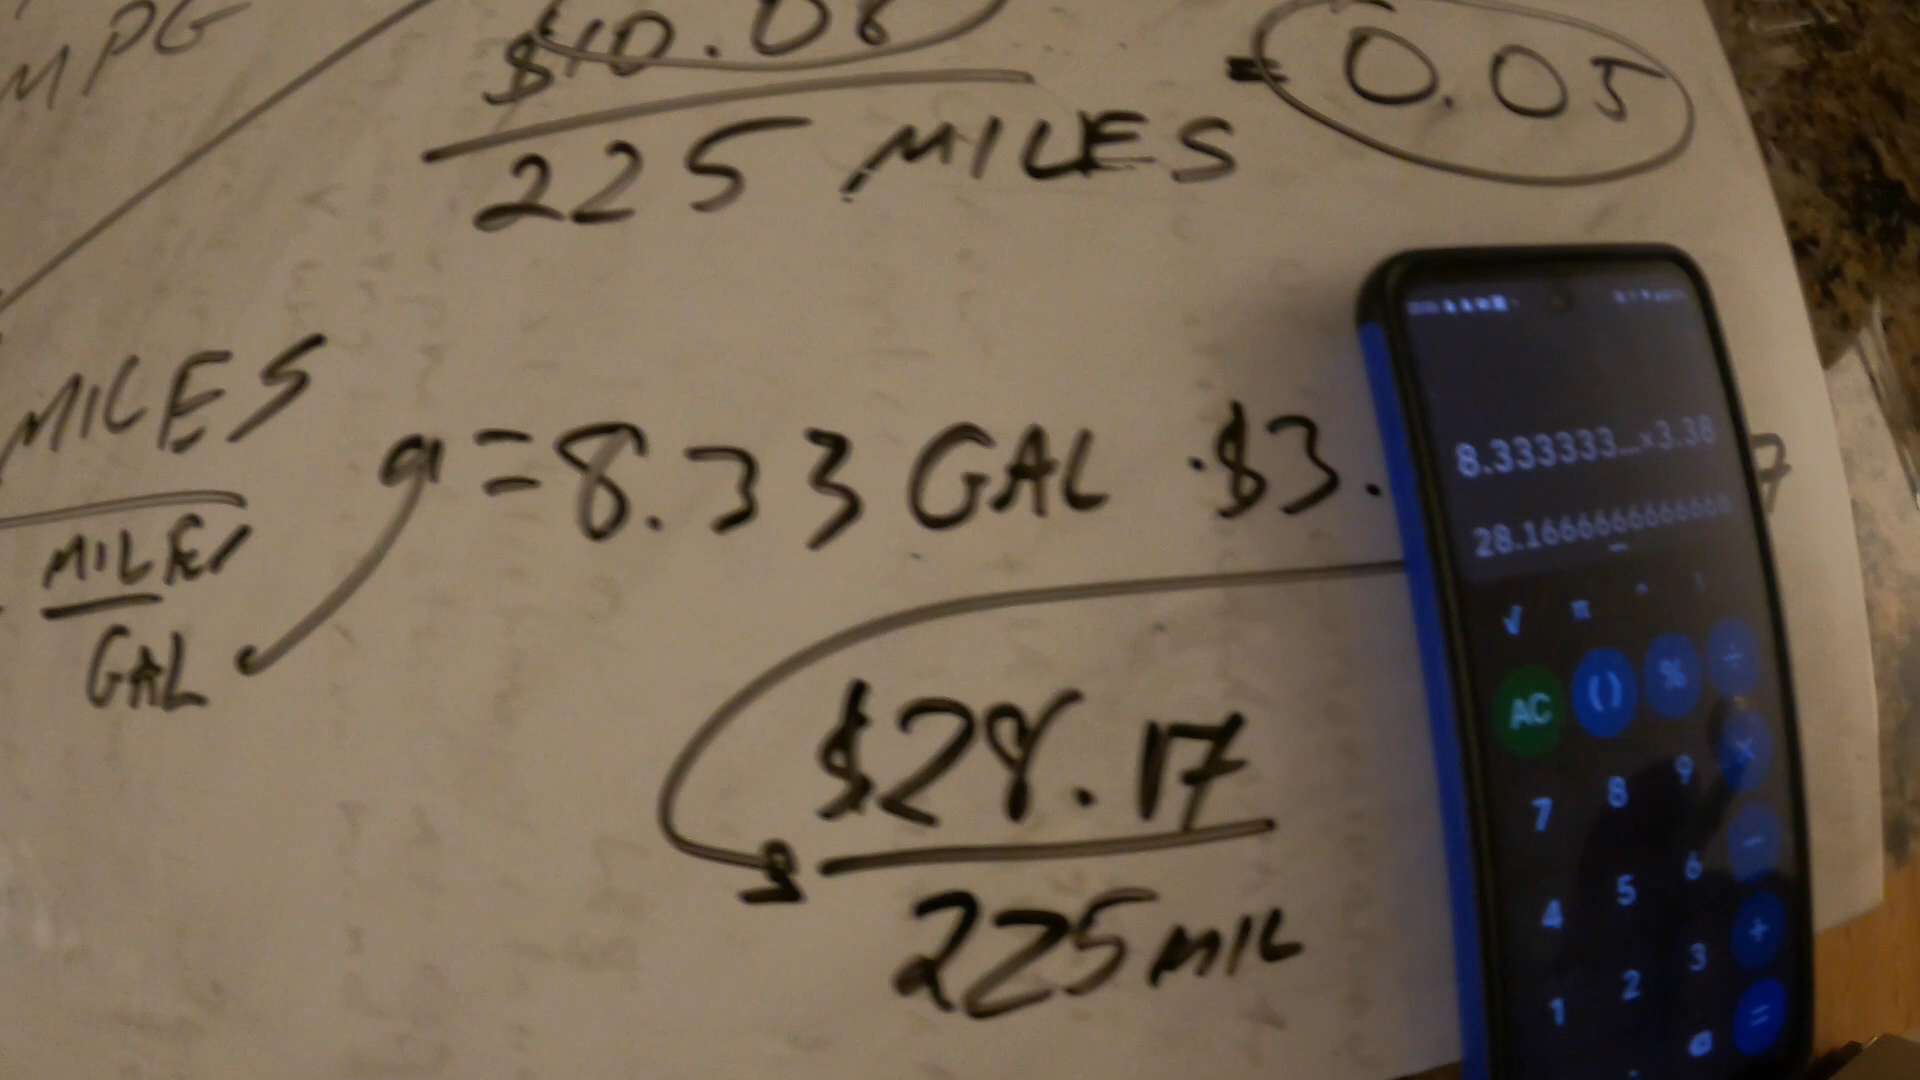 MPG
$10.08
225 MILES = 0.05
MILES
MILES
GAL
= 8.33 GAL · $3.
7
$28.17
225 MIL
8.333333...×3.38
28.1666666666666
√ π ^ !
AC () % ÷
7 8 9 ×
4 5 6 −
1 2 3 +
. =